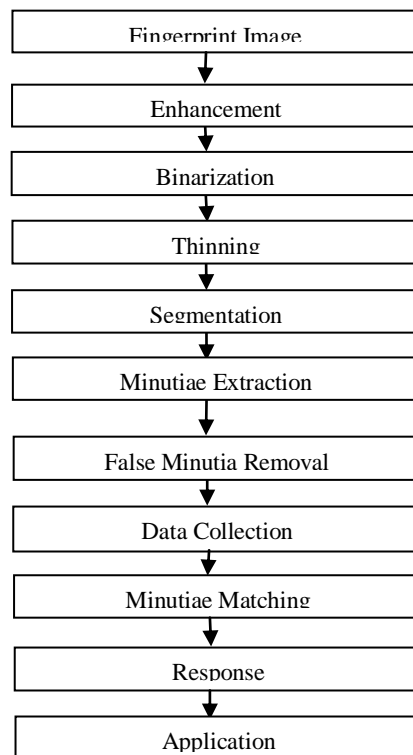 Fingerprint Image
Enhancement
Binarization
Thinning
Segmentation
Minutiae Extraction
False Minutia Removal
Data Collection
Minutiae Matching
Response
Application